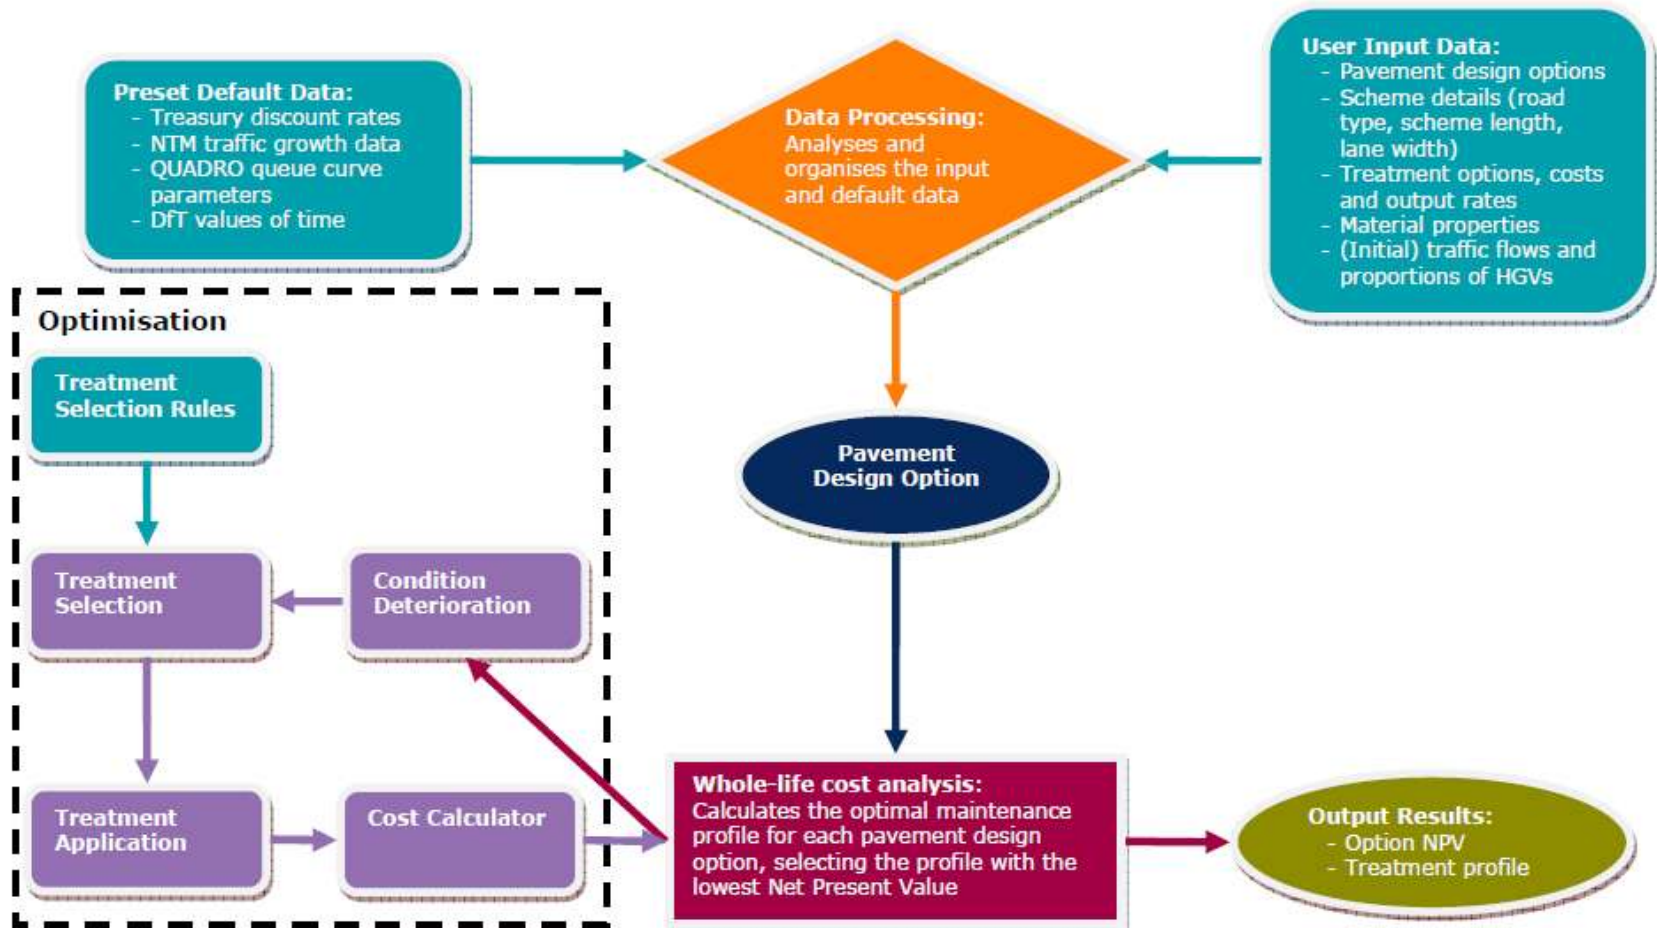 Preset Default Data:
- Treasury discount rates
- NTM traffic growth data
- QUADRO queue curve
parameters
- DfT values of time
Data Processing:
Analyses and
organises the input
and default data
User Input Data:
- Pavement design options
- Scheme details (road
type, scheme length,
lane width)
- Treatment options, costs
and output rates
- Material properties
- (Initial) traffic flows and
proportions of HGVs
Optimisation
Treatment
Selection Rules
Pavement
Design Option
Treatment
Selection
Condition
Deterioration
Treatment
Application
Cost Calculator
Whole-life cost analysis:
Calculates the optimal maintenance
profile for each pavement design
option, selecting the profile with the
lowest Net Present Value
Output Results:
- Option NPV
- Treatment profile